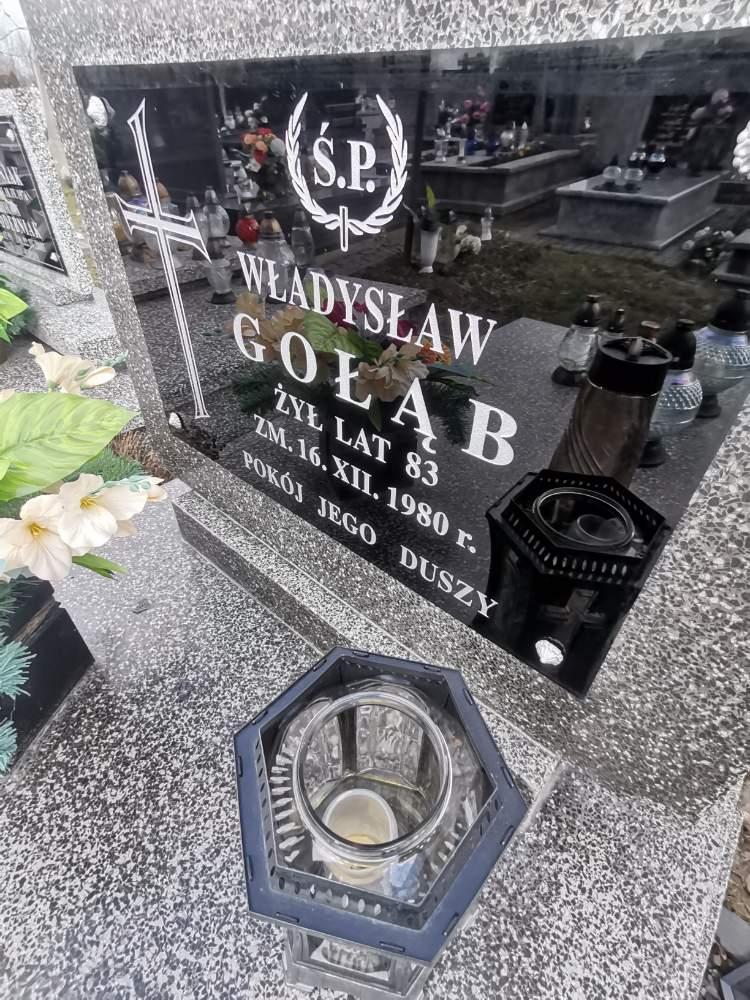 Ś.P.
WŁADYSŁAW
GOŁĄB
ŻYŁ LAT 83
ZM. 16. XII. 1980 r.
POKÓJ JEGO DUSZY